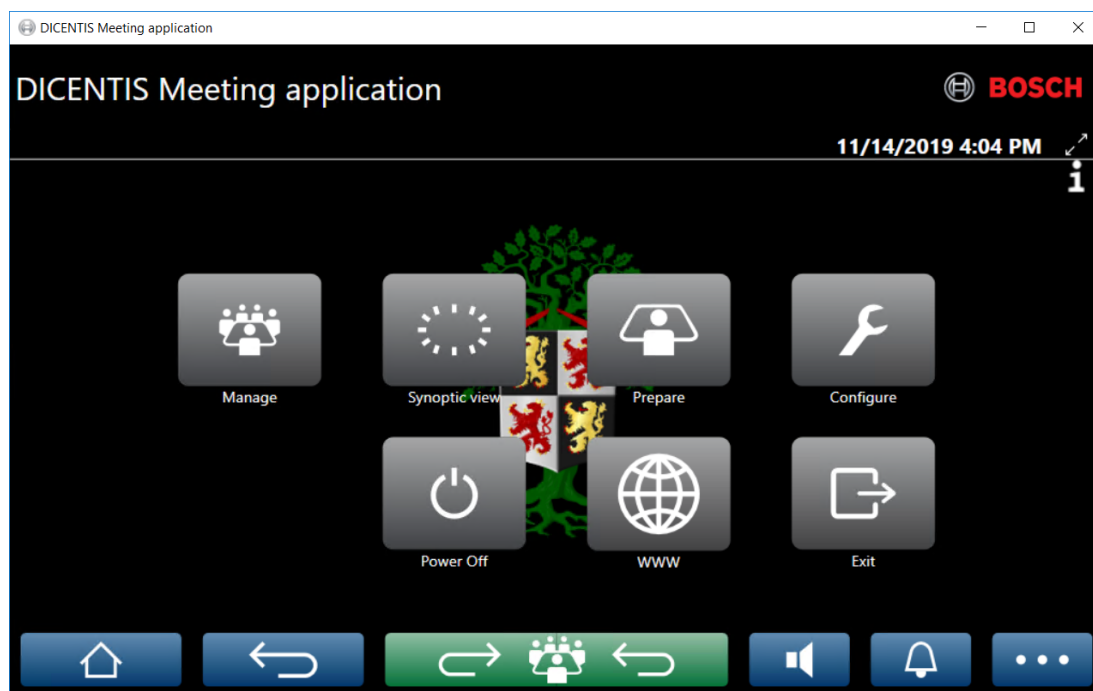 DICENTIS Meeting application
DICENTIS Meeting application
BOSCH
11/14/2019 4:04 PM
Manage
Synoptic view
Prepare
Configure
Power Off
WWW
Exit